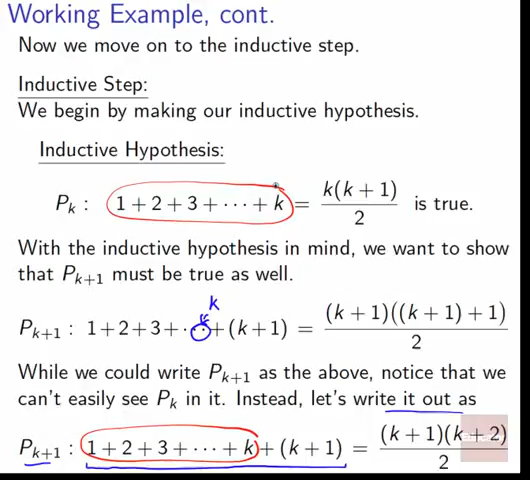 Working Example, cont.
Now we move on to the inductive step.
Inductive Step:
We begin by making our inductive hypothesis.
Inductive Hypothesis:
P_k : 1 + 2 + 3 + ⋯ + k = k(k + 1)/2 is true.
With the inductive hypothesis in mind, we want to show
that P_{k+1} must be true as well.
k
P_{k+1} : 1+2+3+⋯+(k+1) = (k + 1)((k + 1) + 1)/2
While we could write P_{k+1} as the above, notice that we
can't easily see P_k in it. Instead, let's write it out as
P_{k+1} : 1 + 2 + 3 + ⋯ + k + (k + 1) = (k + 1)(k + 2)/2